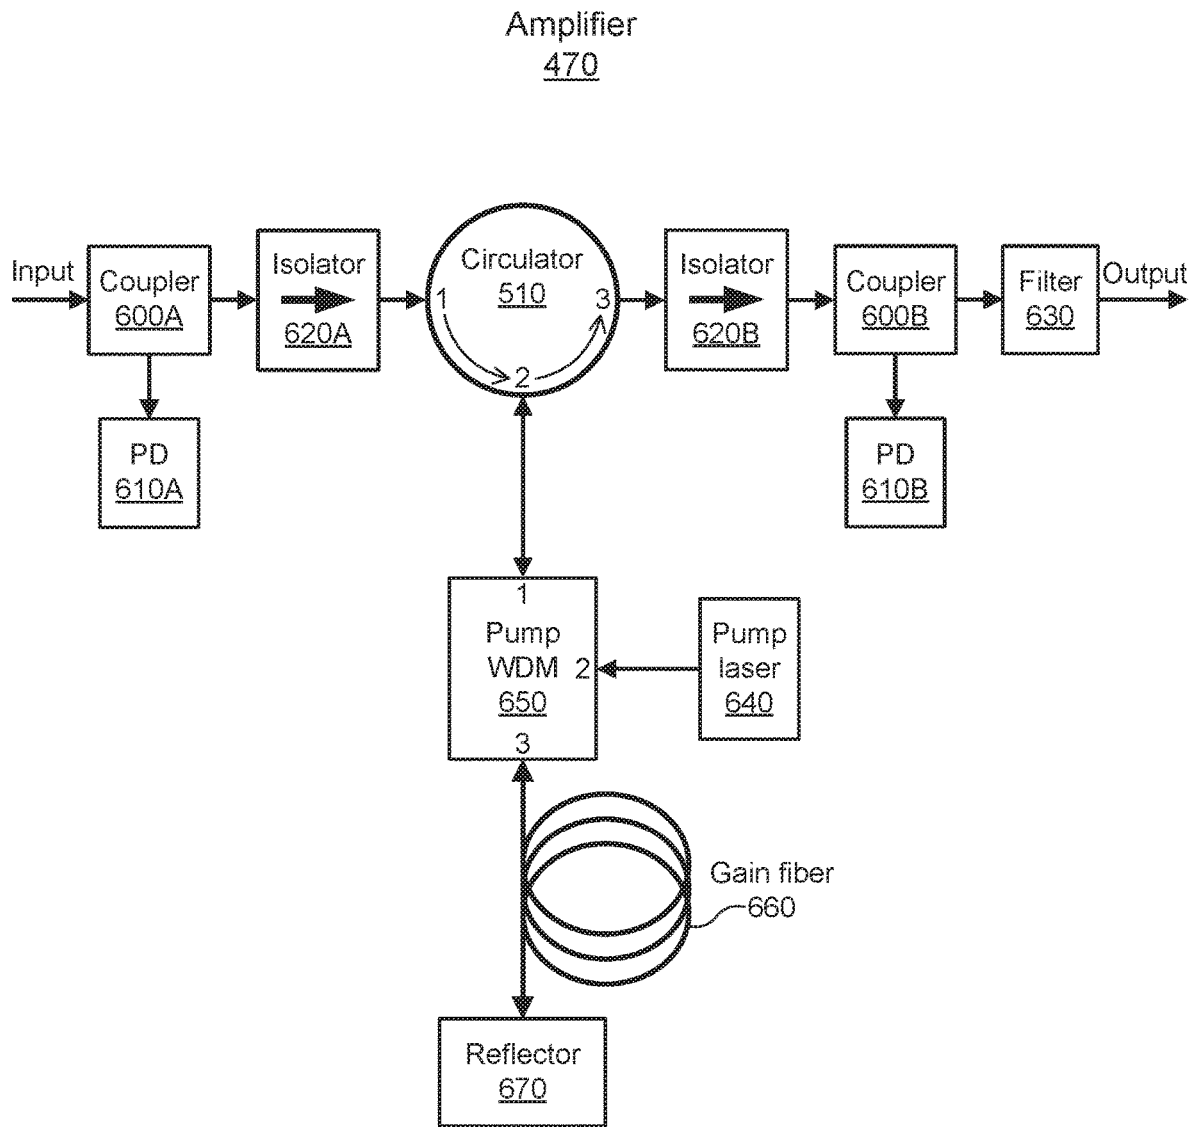 Amplifier
470
Input
Coupler
600A
Isolator
620A
Circulator
510
1
2
3
Isolator
620B
Coupler
600B
Filter
630
Output
PD
610A
PD
610B
1
Pump
WDM
650
2
3
Pump
laser
640
Gain fiber
660
Reflector
670